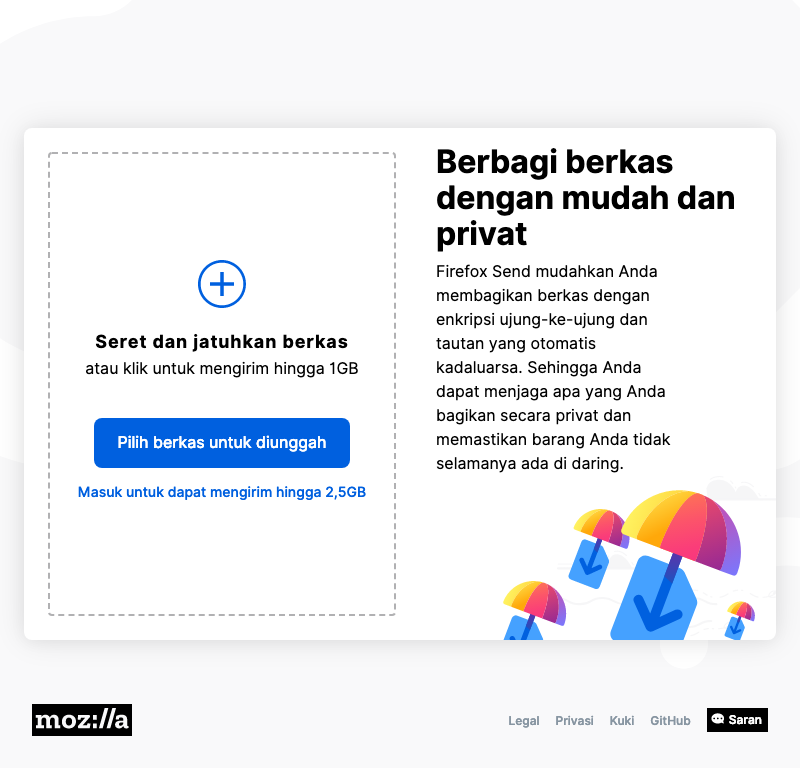 Seret dan jatuhkan berkas
atau klik untuk mengirim hingga 1GB
Pilih berkas untuk diunggah
Masuk untuk dapat mengirim hingga 2,5GB
Berbagi berkas
dengan mudah dan
privat
Firefox Send mudahkan Anda
membagikan berkas dengan
enkripsi ujung-ke-ujung dan
tautan yang otomatis
kadaluarsa. Sehingga Anda
dapat menjaga apa yang Anda
bagikan secara privat dan
memastikan barang Anda tidak
selamanya ada di daring.
moz://a
Legal Privasi Kuki GitHub Saran